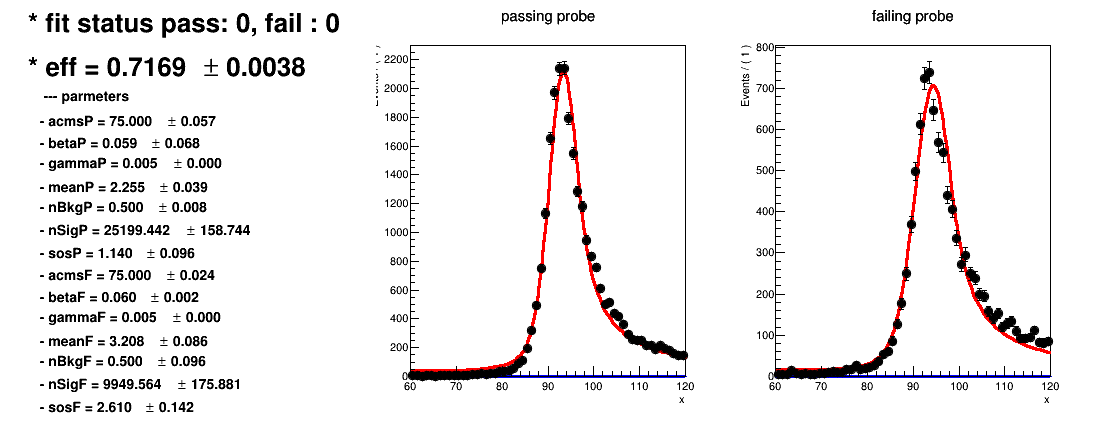 * fit status pass: 0, fail : 0
* eff = 0.7169 ± 0.0038
--- parmeters
- acmsP = 75.000 ± 0.057
- betaP = 0.059 ± 0.068
- gammaP = 0.005 ± 0.000
- meanP = 2.255 ± 0.039
- nBkgP = 0.500 ± 0.008
- nSigP = 25199.442 ± 158.744
- sosP = 1.140 ± 0.096
- acmsF = 75.000 ± 0.024
- betaF = 0.060 ± 0.002
- gammaF = 0.005 ± 0.000
- meanF = 3.208 ± 0.086
- nBkgF = 0.500 ± 0.096
- nSigF = 9949.564 ± 175.881
- sosF = 2.610 ± 0.142
passing probe
2200
2000
1800
1600
1400
1200
1000
800
600
400
200
0
60 70 80 90 100 110 120
x
failing probe
Events / ( 1 )
800
700
600
500
400
300
200
100
0
60 70 80 90 100 110 120
x